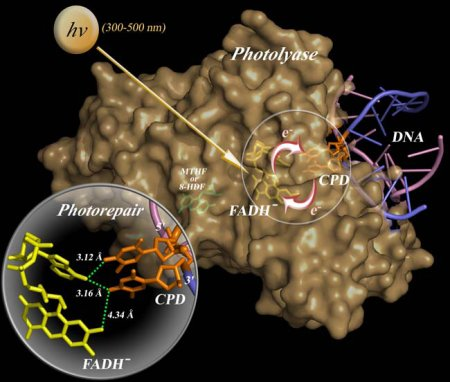 hν
(300-500 nm)
Photolyase
DNA
e⁻
CPD
MTHF
or
8-HDF
FADH⁻
e⁻
Photorepair
3.12 Å
3.16 Å
4.34 Å
CPD
3'
FADH⁻